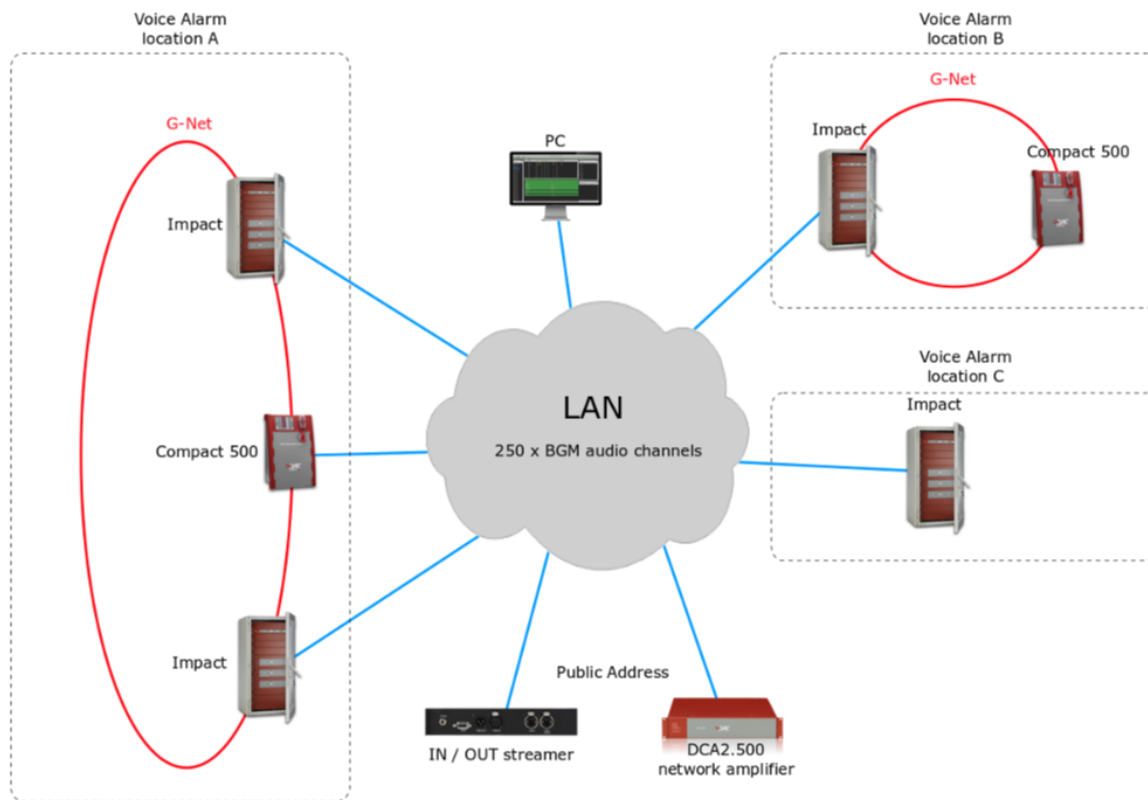 Voice Alarm
location A
Voice Alarm
location B
G-Net
G-Net
PC
Impact
Compact 500
Impact
Voice Alarm
location C
LAN
Impact
250 x BGM audio channels
Compact 500
Impact
Public Address
IN / OUT streamer
DCA2.500
network amplifier